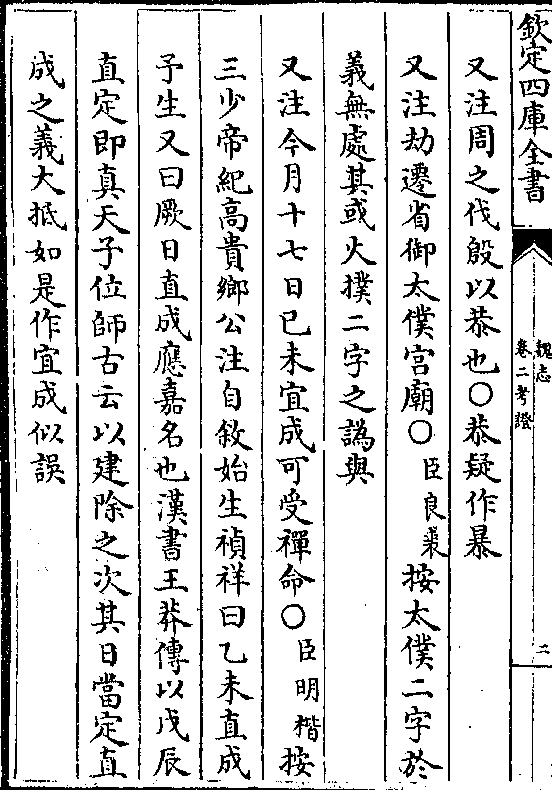 欽定四庫全書
魏志
卷二考證
二
又注周之伐殷以恭也○恭疑作暴
又注劫遷省御太僕宫廟○臣良裘按太僕二字於
義無處其或火撲二字之譌與
又注今月十七日己未宜成可受禪命○臣明楷按
三少帝紀高貴鄉公注自敘始生禎祥曰乙未直成
子生又曰厥日直成應嘉名也漢書王莽傳以戊辰
直定即真天子位師古云以建除之次其日當定直
成之義大抵如是作宜成似誤